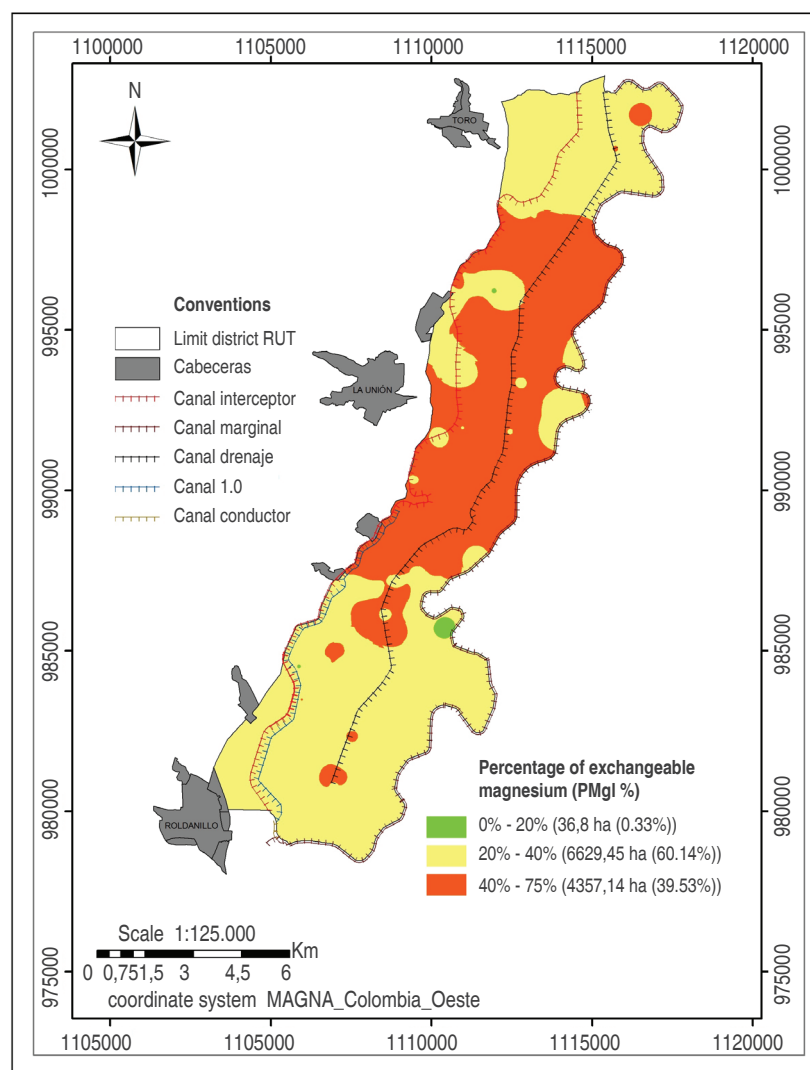 1100000 1105000 1110000 1115000 1120000
N
TORO
1000000
1000000
Conventions
Limit district RUT
Cabeceras
Canal interceptor
Canal marginal
Canal drenaje
Canal 1.0
Canal conductor
995000
995000
LA UNIÓN
990000
990000
985000
985000
Percentage of exchangeable
magnesium (PMgl %)
0% - 20% (36,8 ha (0.33%))
20% - 40% (6629,45 ha (60.14%))
40% - 75% (4357,14 ha (39.53%))
980000
980000
ROLDANILLO
Scale 1:125.000
Km
0 0,75 1,5 3 4,5 6
coordinate system MAGNA_Colombia_Oeste
975000
975000
1105000 1105000 1110000 1115000 1120000